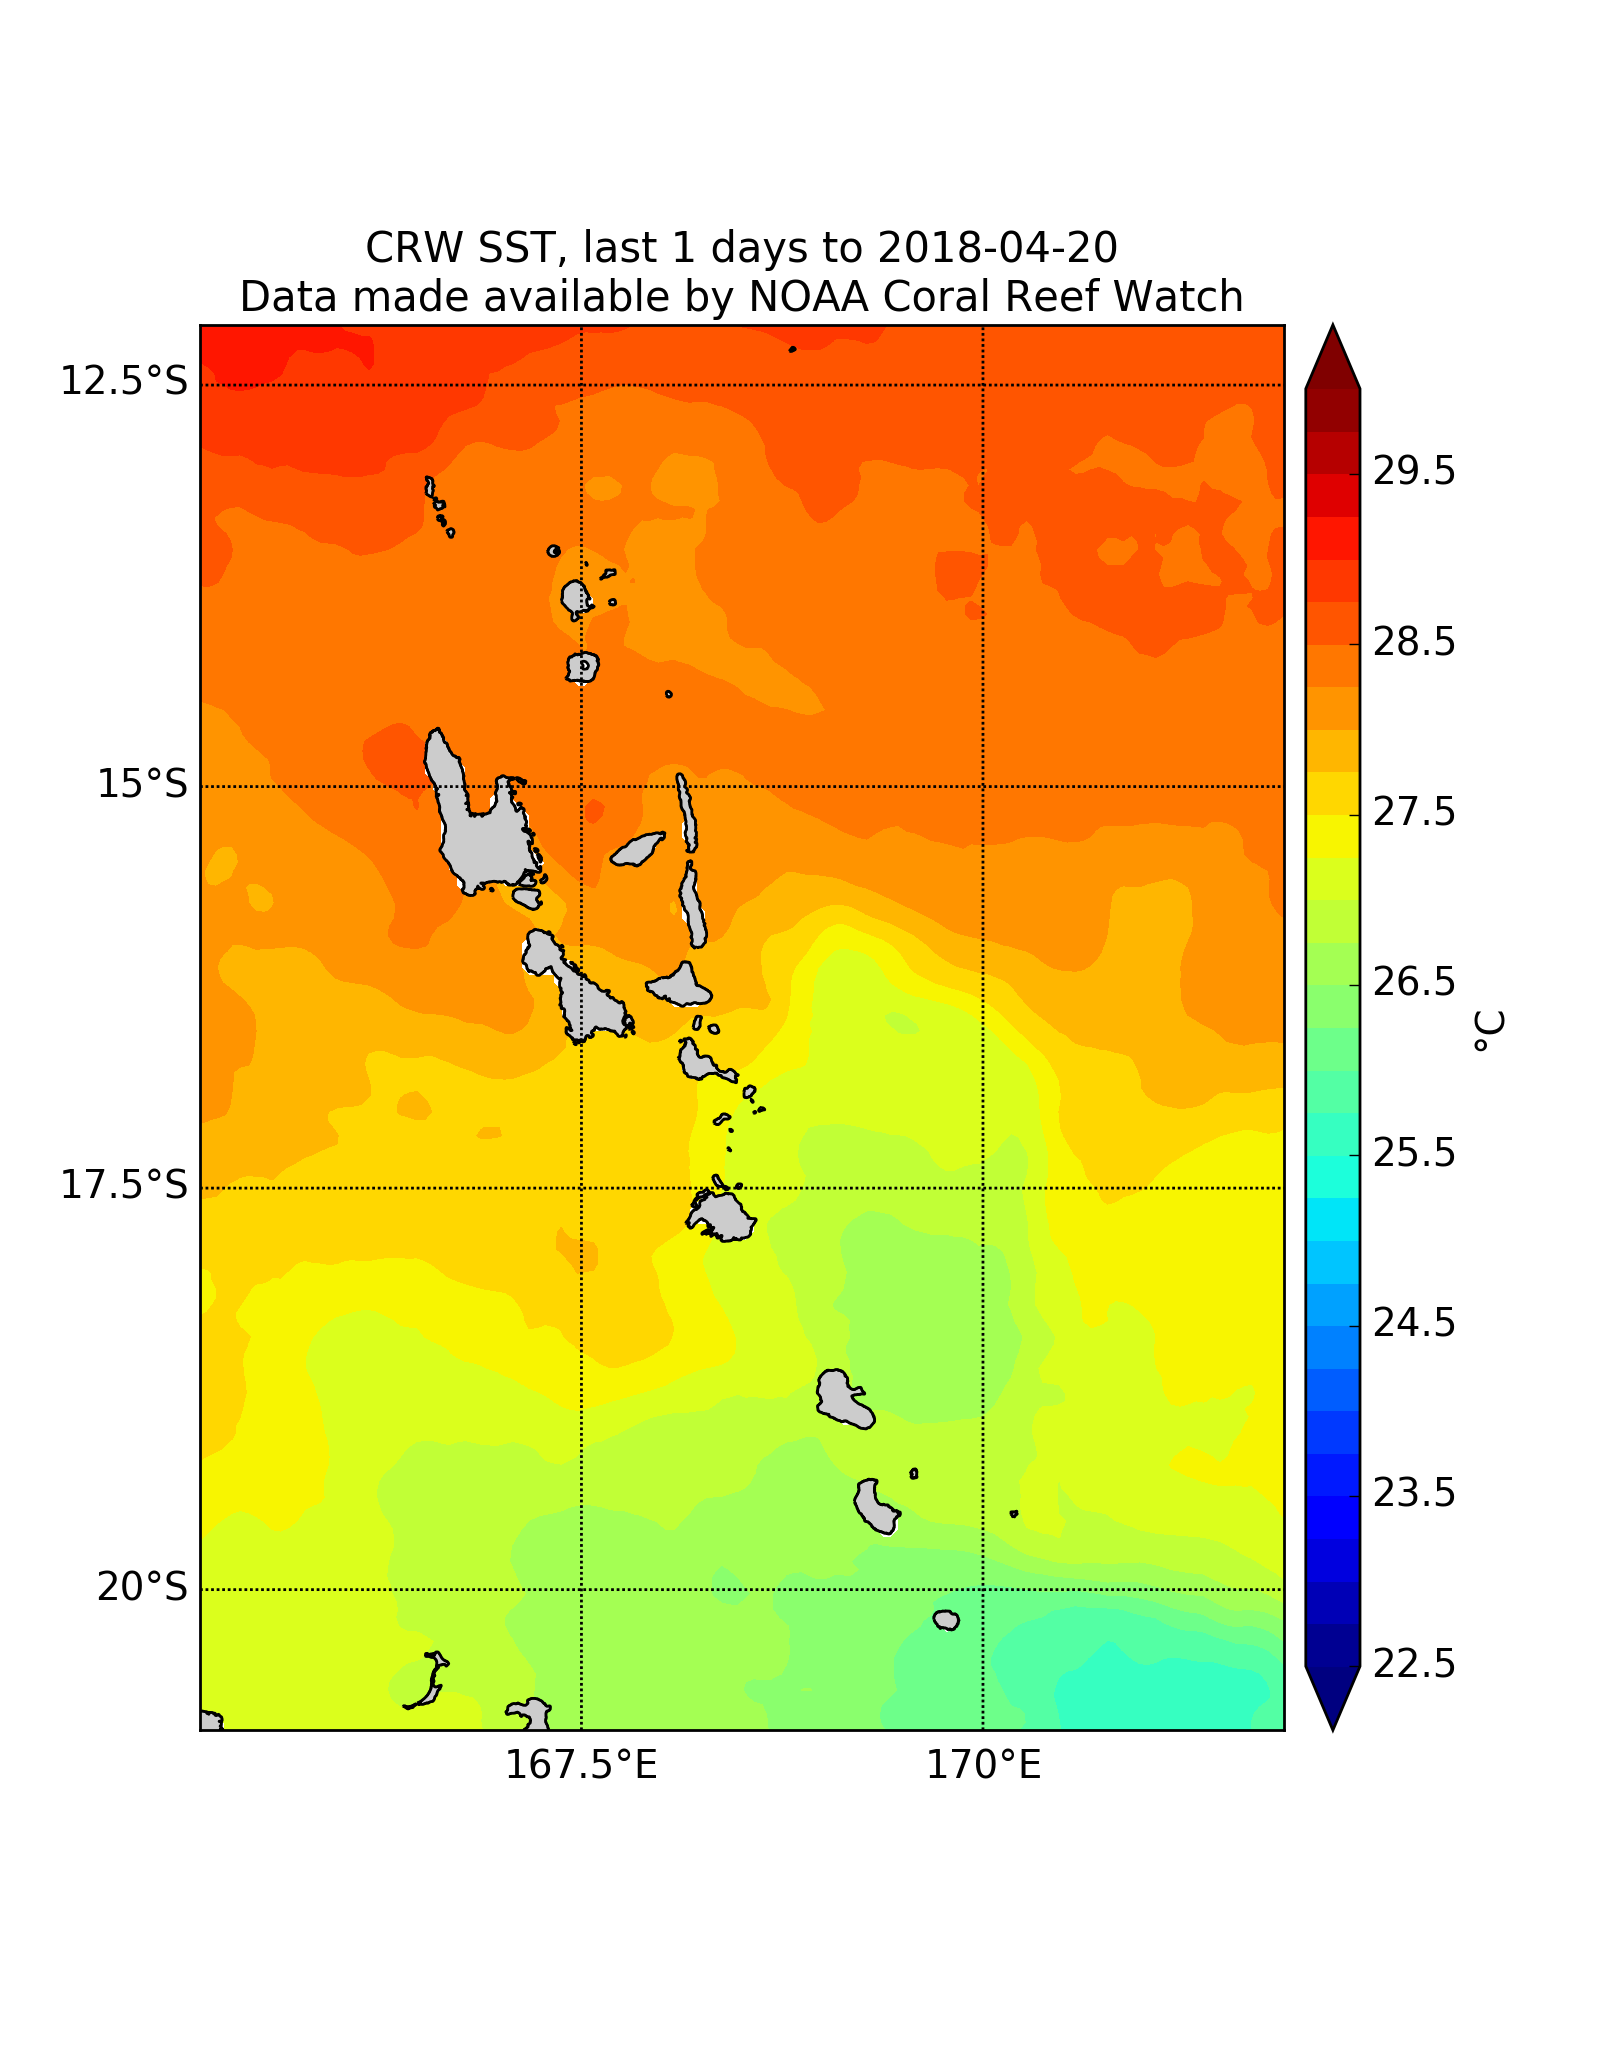 CRW SST, last 1 days to 2018-04-20
Data made available by NOAA Coral Reef Watch
12.5°S
15°S
17.5°S
20°S
167.5°E
170°E
29.5
28.5
27.5
26.5
25.5
24.5
23.5
22.5
°C